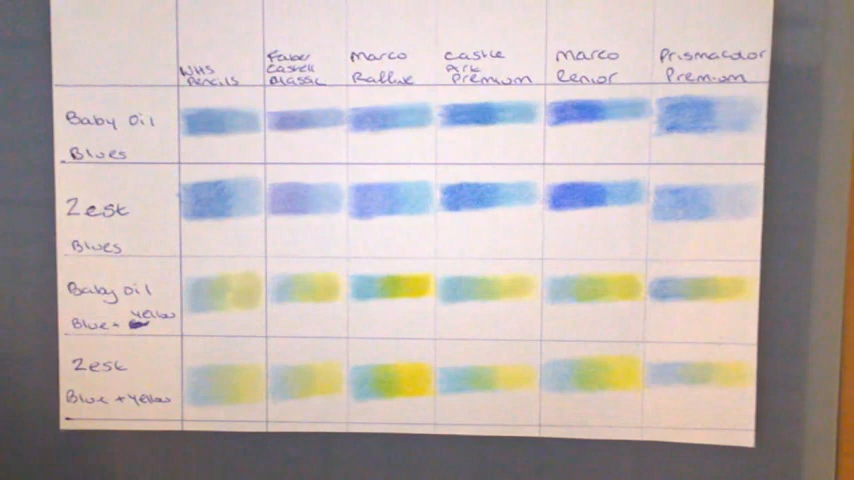 WHS Pencils
Faber Castell Classic
Marco Raffine
Castle Art Premium
Marco Renior
Prismacolor Premium
Baby Oil
Blues
Zest
Blues
Baby Oil
Blue + Yellow
Zest
Blue + Yellow